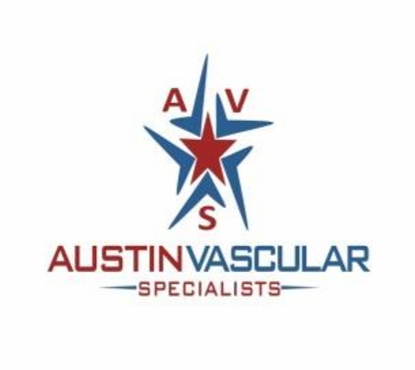 A V
S
AUSTINVASCULAR
SPECIALISTS